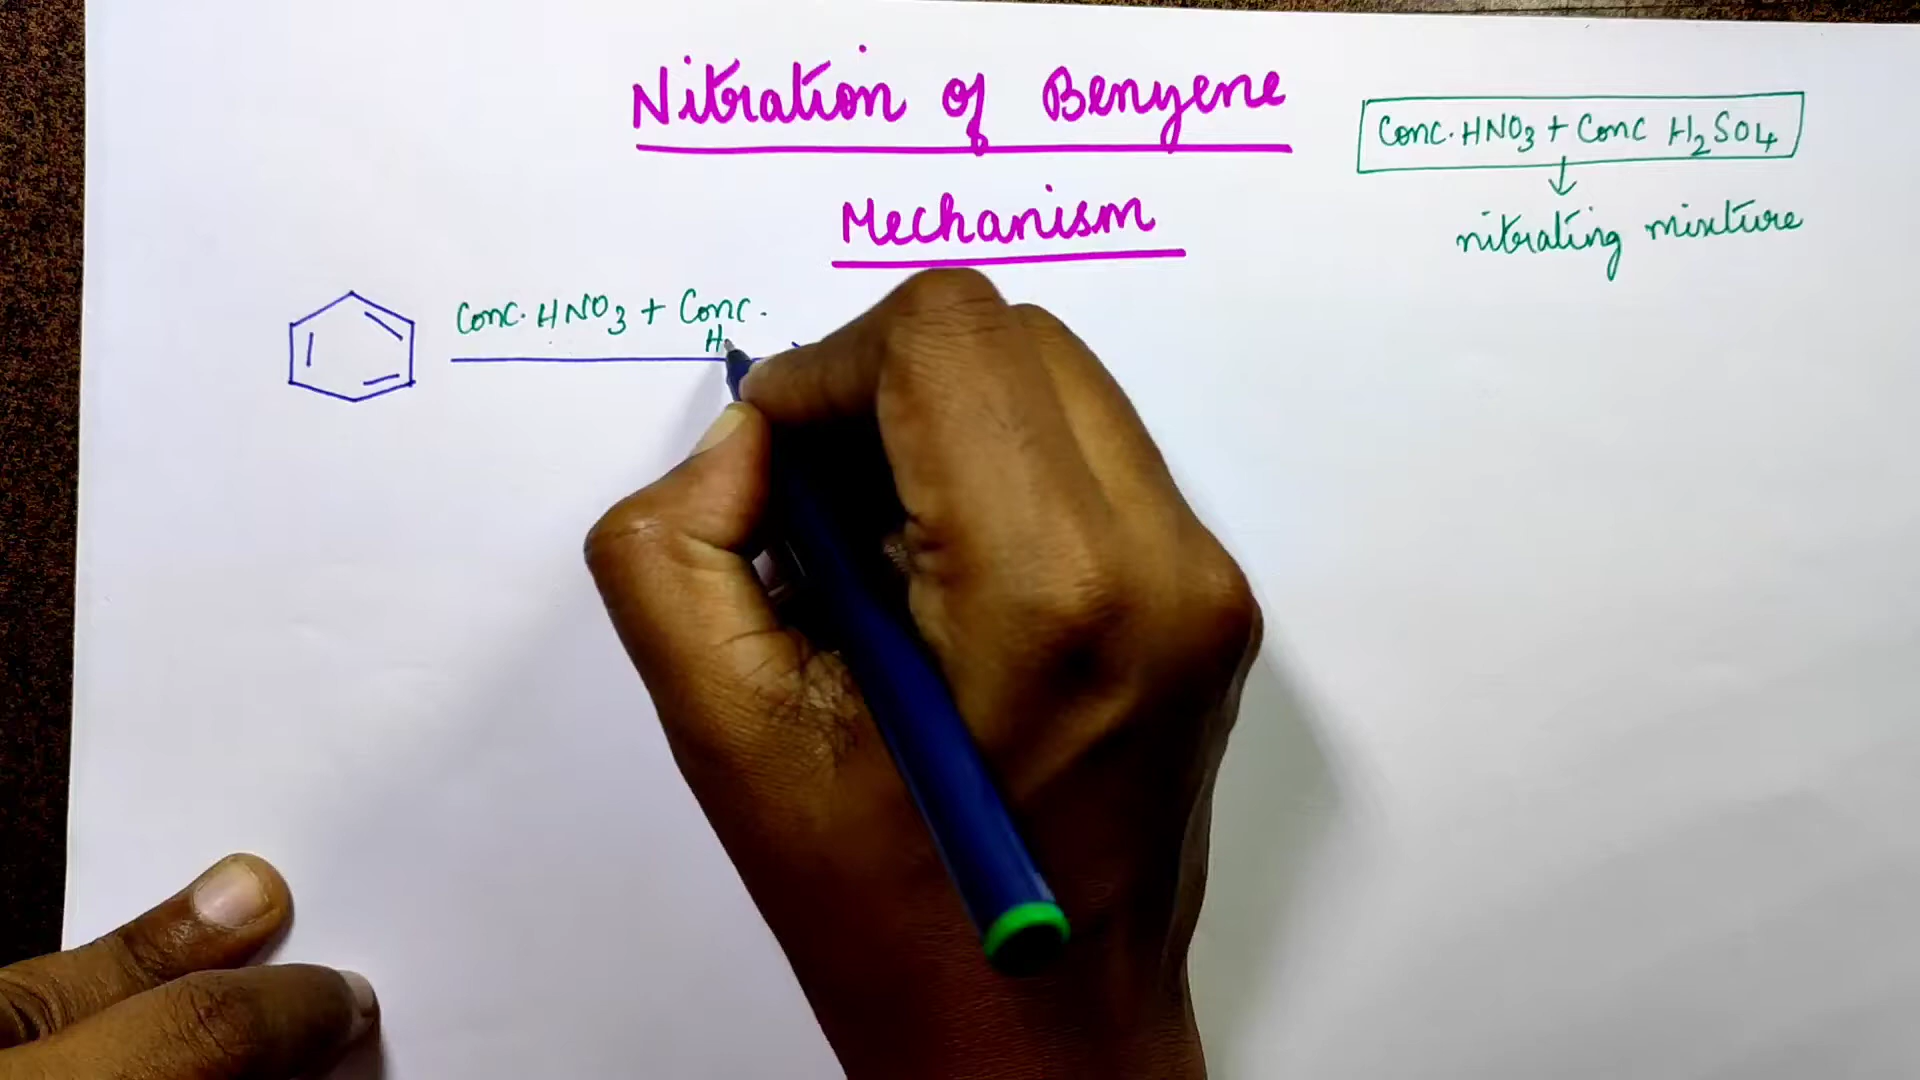 Nitration of Benzene
Mechanism
Conc. HNO3 + Conc H2SO4
↓
nitrating mixture
Conc. HNO3 + Conc.
H